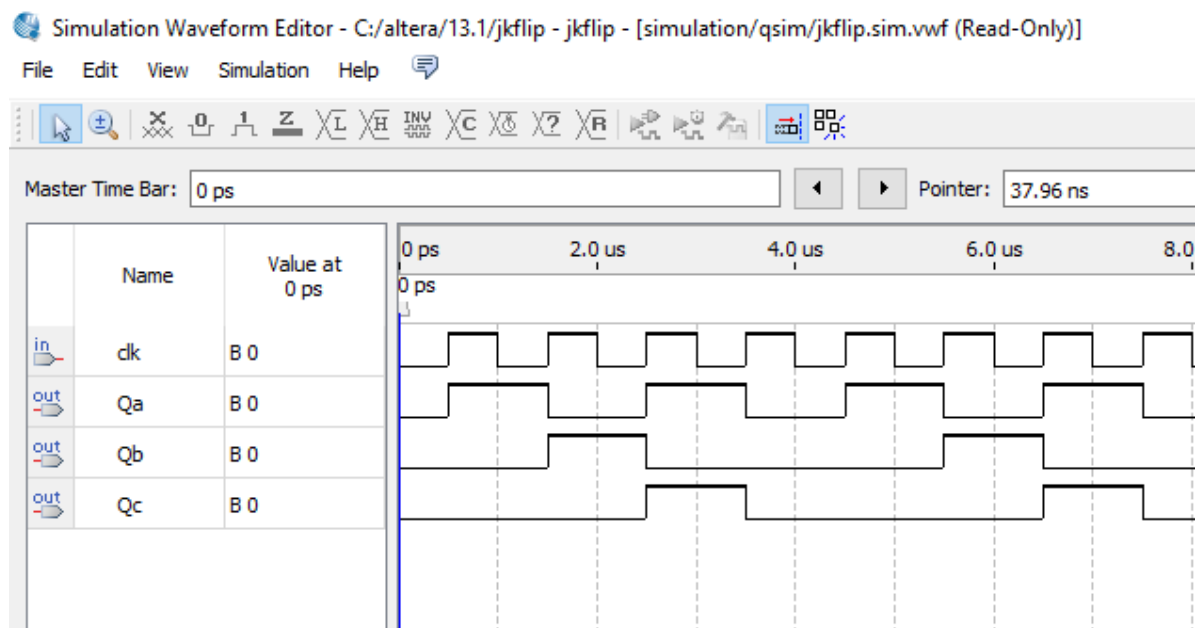 Simulation Waveform Editor - C:/altera/13.1/jkflip - jkflip - [simulation/qsim/jkflip.sim.vwf (Read-Only)]
File Edit View Simulation Help
X 0 1 Z L H INV C ? R
Master Time Bar: 0 ps Pointer: 37.96 ns
Name Value at 0 ps
0 ps 2.0 us 4.0 us 6.0 us 8.0
0 ps
in clk B 0
out Qa B 0
out Qb B 0
out Qc B 0